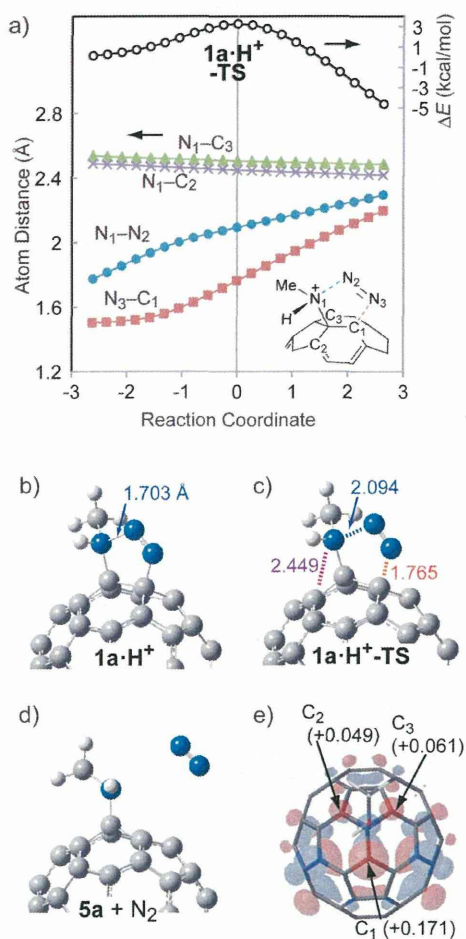 a)
1a·H⁺
-TS
3
1
-1
-3
-5
ΔE (kcal/mol)
2.8
2.4
2
1.6
1.2
Atom Distance (Å)
N₁–C₃
N₁–C₂
N₁–N₂
N₃–C₁
Me
H
+
N₁
N₂
N₃
C₃
C₁
C₂
-3 -2 -1 0 1 2 3
Reaction Coordinate
b)
1.703 Å
1a·H⁺
c)
2.094
2.449
1.765
1a·H⁺-TS
d)
5a + N₂
e)
C₂
(+0.049)
C₃
(+0.061)
C₁ (+0.171)